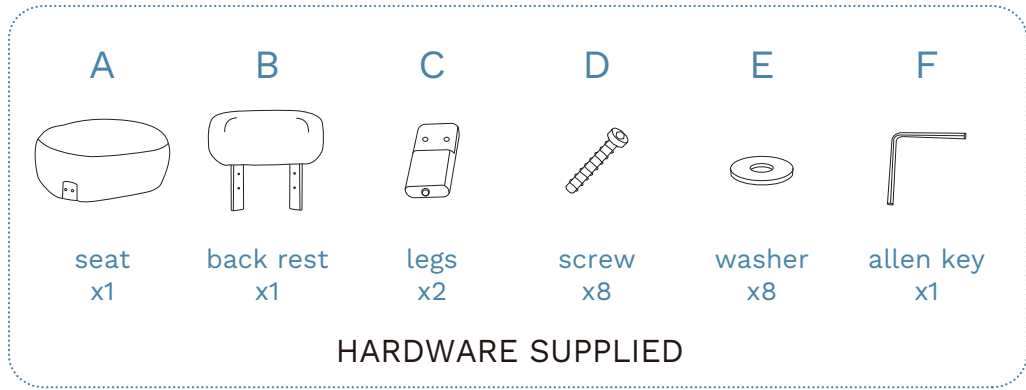 A B C D E F
seat back rest legs screw washer allen key
x1 x1 x2 x8 x8 x1
HARDWARE SUPPLIED